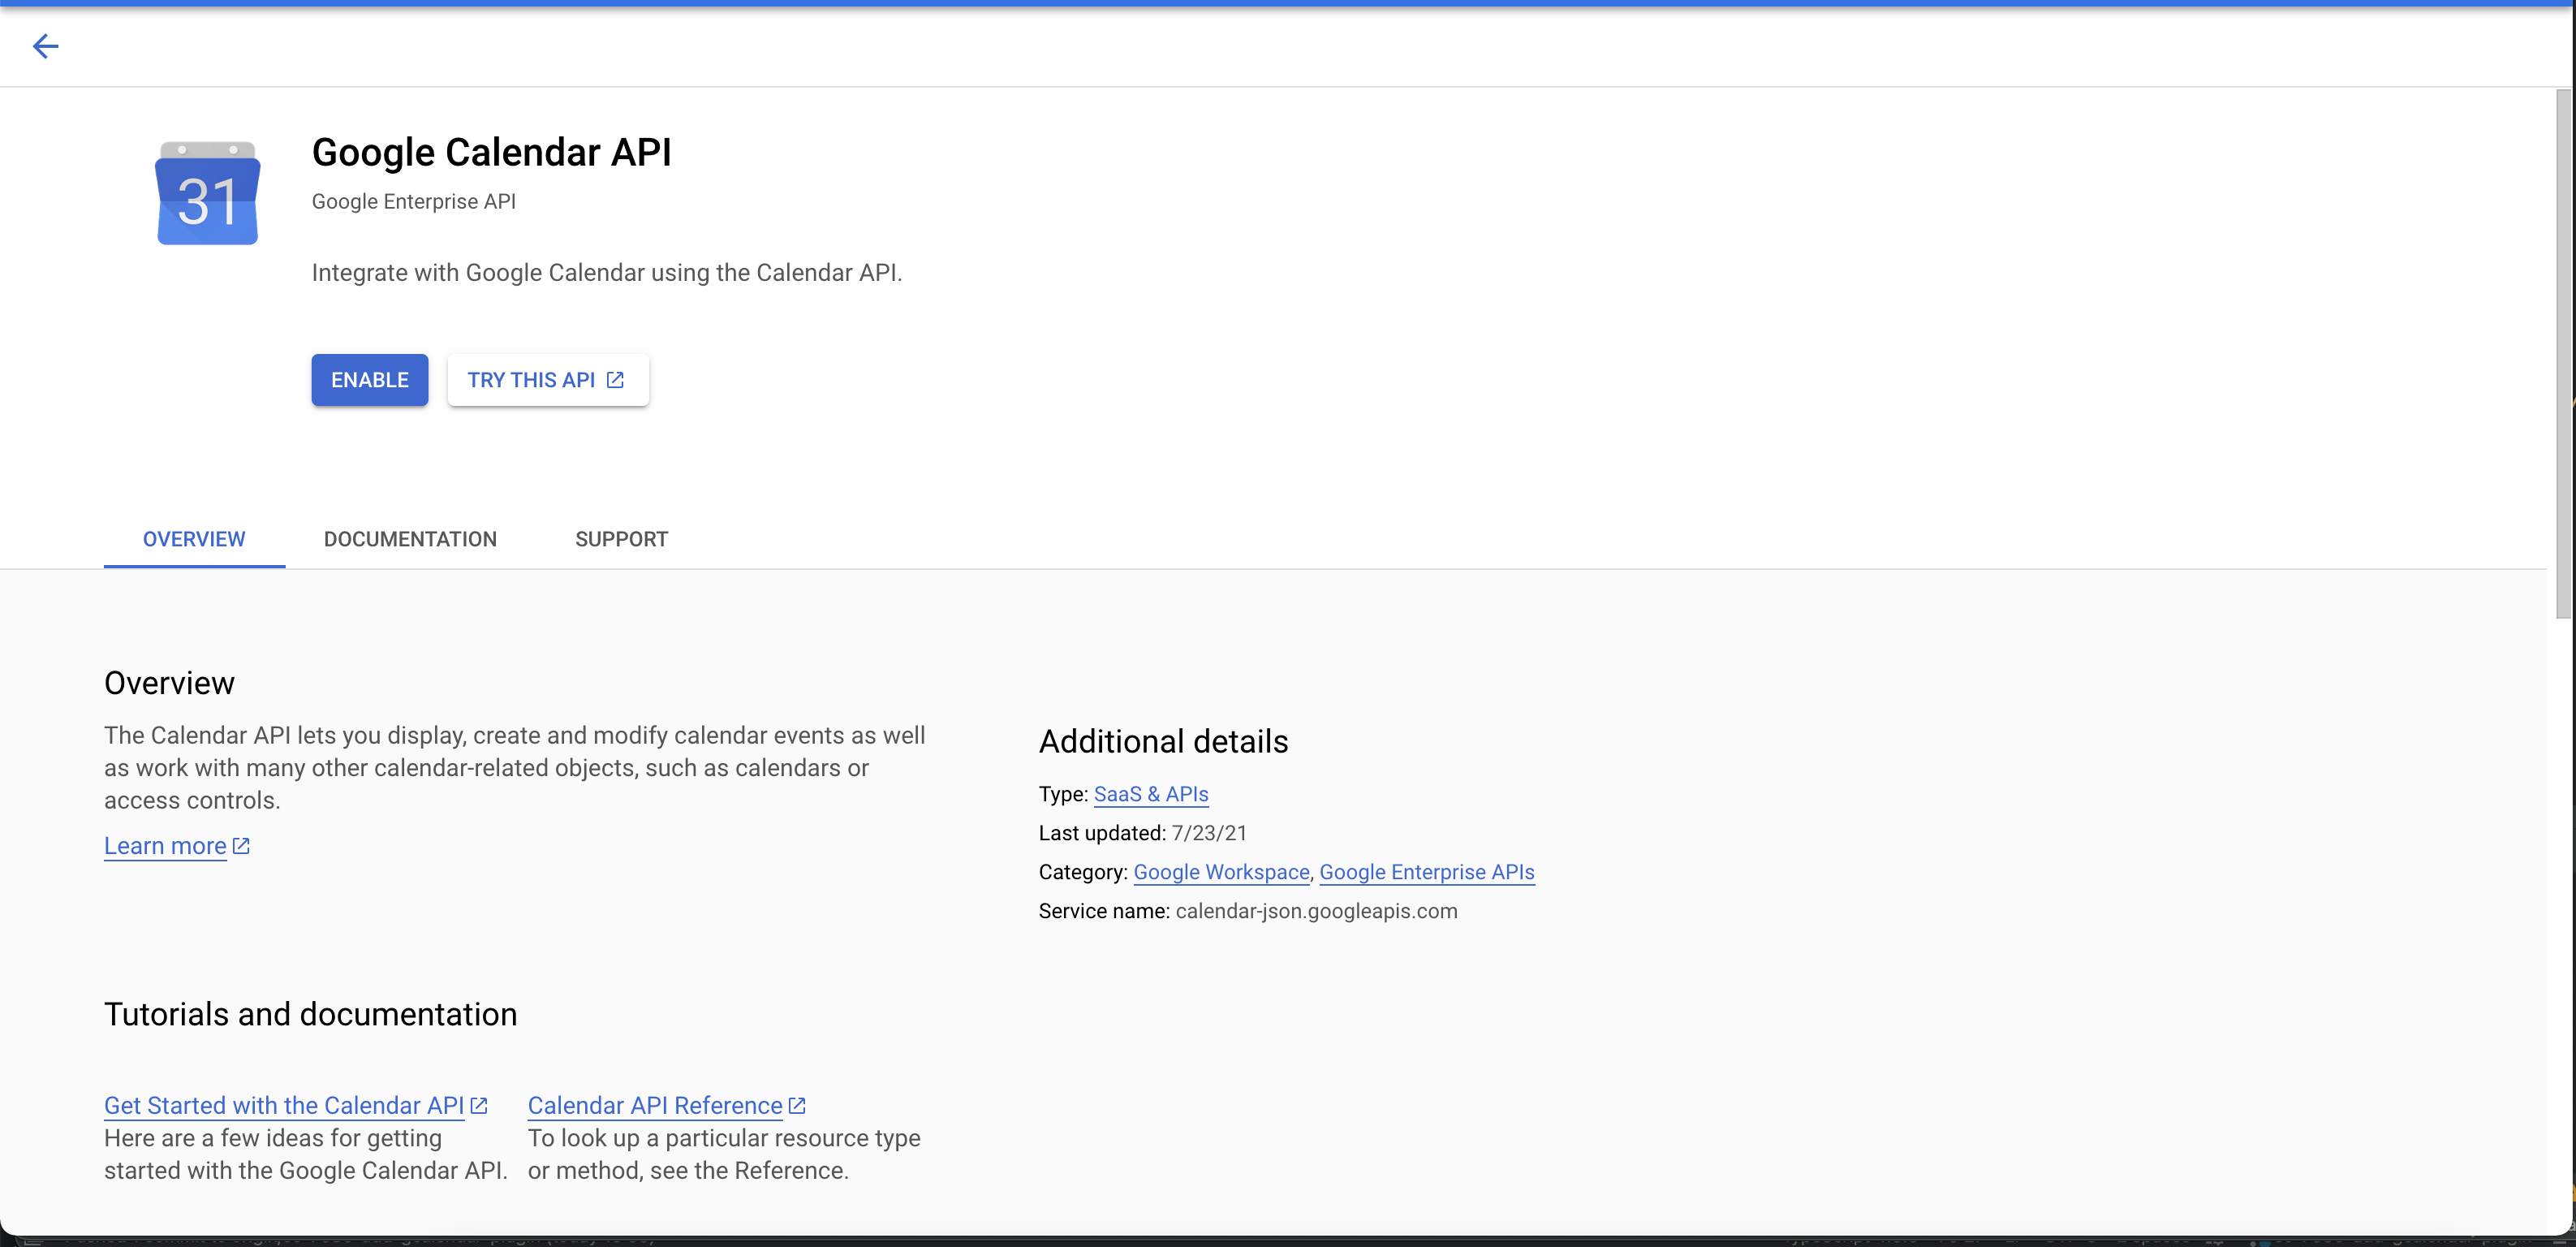 31
Google Calendar API
Google Enterprise API
Integrate with Google Calendar using the Calendar API.
ENABLE
TRY THIS API
OVERVIEW
DOCUMENTATION
SUPPORT
Overview
The Calendar API lets you display, create and modify calendar events as well
as work with many other calendar-related objects, such as calendars or
access controls.
Learn more
Additional details
Type: SaaS & APIs
Last updated: 7/23/21
Category: Google Workspace, Google Enterprise APIs
Service name: calendar-json.googleapis.com
Tutorials and documentation
Get Started with the Calendar API
Here are a few ideas for getting
started with the Google Calendar API.
Calendar API Reference
To look up a particular resource type
or method, see the Reference.